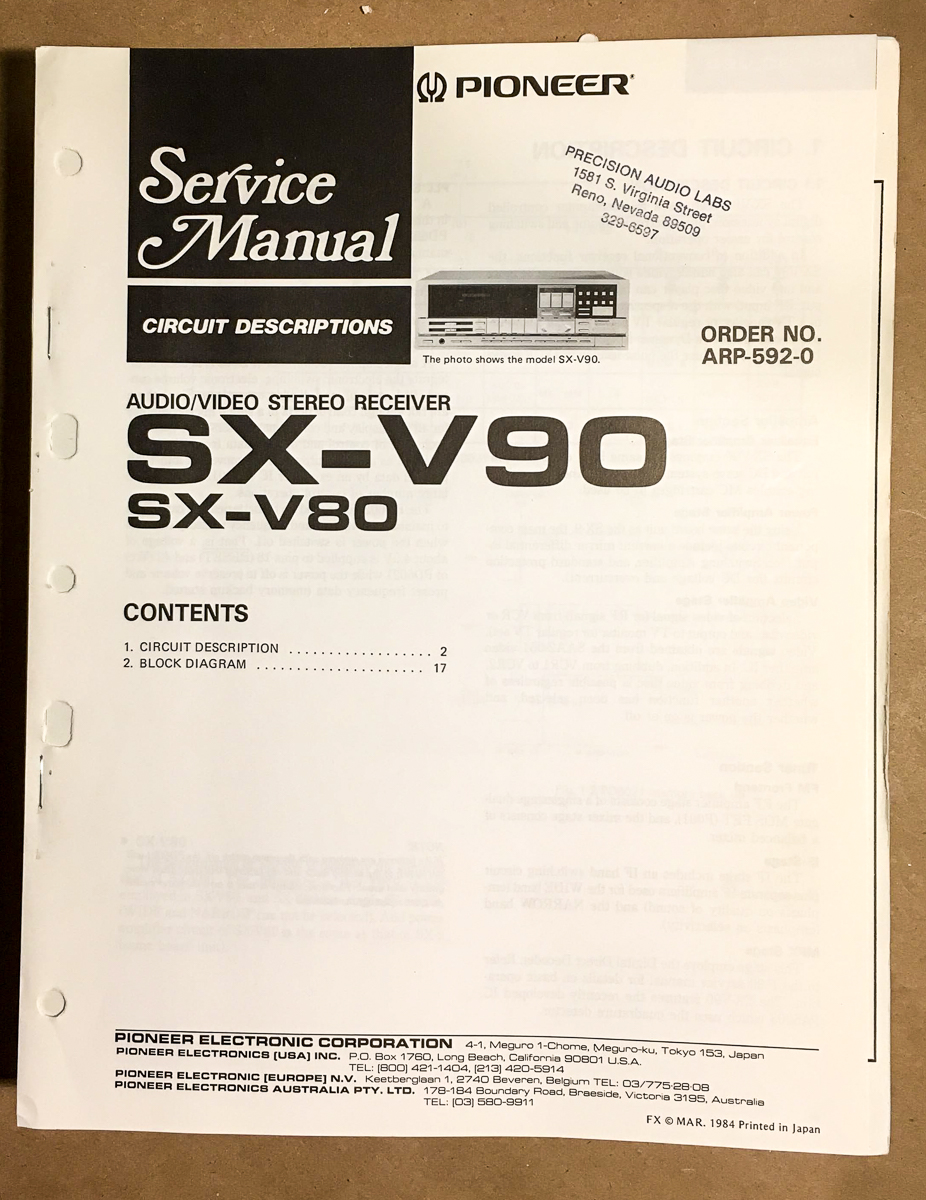 PIONEER
Service
Manual
PRECISION AUDIO LABS
1581 S. Virginia Street
Reno, Nevada 89509
329-6597
CIRCUIT DESCRIPTIONS
The photo shows the model SX-V90.
ORDER NO.
ARP-592-0
AUDIO/VIDEO STEREO RECEIVER
SX-V90
SX-V80
CONTENTS
1. CIRCUIT DESCRIPTION .................. 2
2. BLOCK DIAGRAM ..................... 17
PIONEER ELECTRONIC CORPORATION 4-1, Meguro 1-Chome, Meguro-ku, Tokyo 153, Japan
PIONEER ELECTRONICS [USA] INC. P.O. Box 1760, Long Beach, California 90801 U.S.A.
TEL: [800] 421-1404, [213] 420-5914
PIONEER ELECTRONIC [EUROPE] N.V. Keetberglaan 1, 2740 Beveren, Belgium TEL: 03/775·28·08
PIONEER ELECTRONICS AUSTRALIA PTY. LTD. 178-184 Boundary Road, Braeside, Victoria 3195, Australia
TEL: [03] 580-9911
FX © MAR. 1984 Printed in Japan